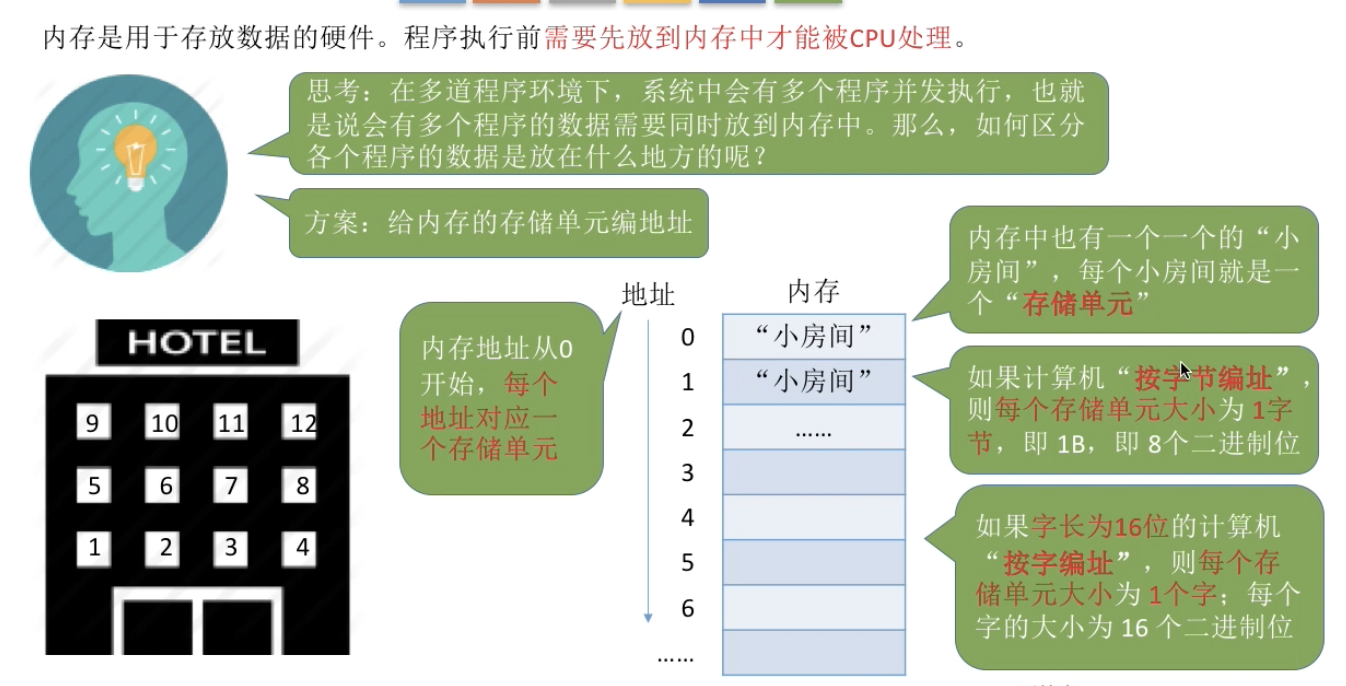 内存是用于存放数据的硬件。程序执行前需要先放到内存中才能被CPU处理。
思考：在多道程序环境下，系统中会有多个程序并发执行，也就
是说会有多个程序的数据需要同时放到内存中。那么，如何区分
各个程序的数据是放在什么地方的呢？
方案：给内存的存储单元编地址
内存中也有一个一个的“小
房间”，每个小房间就是一
个“存储单元”
地址
内存
内存地址从0
开始，每个
地址对应一
个存储单元
0
“小房间”
1
“小房间”
2
……
3
4
5
6
……
如果计算机“按字节编址”，
则每个存储单元大小为 1字
节，即 1B，即 8个二进制位
如果字长为16位的计算机
“按字编址”，则每个存
储单元大小为 1个字；每个
字的大小为 16 个二进制位
HOTEL
9 10 11 12
5 6 7 8
1 2 3 4